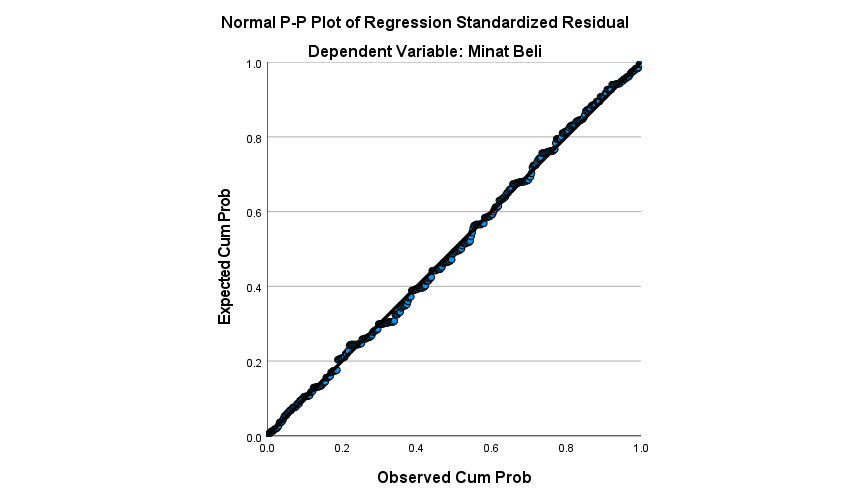 Normal P-P Plot of Regression Standardized Residual
Dependent Variable: Minat Beli
Expected Cum Prob
1.0
0.8
0.6
0.4
0.2
0.0
0.0 0.2 0.4 0.6 0.8 1.0
Observed Cum Prob